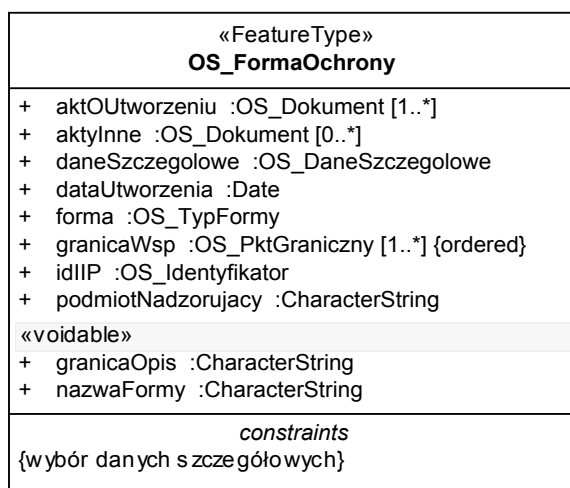 «FeatureType»
OS_FormaOchrony
+ aktOUtworzeniu :OS_Dokument [1..*]
+ aktyInne :OS_Dokument [0..*]
+ daneSzczegolowe :OS_DaneSzczegolowe
+ dataUtworzenia :Date
+ forma :OS_TypFormy
+ granicaWsp :OS_PktGraniczny [1..*] {ordered}
+ idIIP :OS_Identyfikator
+ podmiotNadzorujacy :CharacterString
«voidable»
+ granicaOpis :CharacterString
+ nazwaFormy :CharacterString
constraints
{wybór danych szczegółowych}